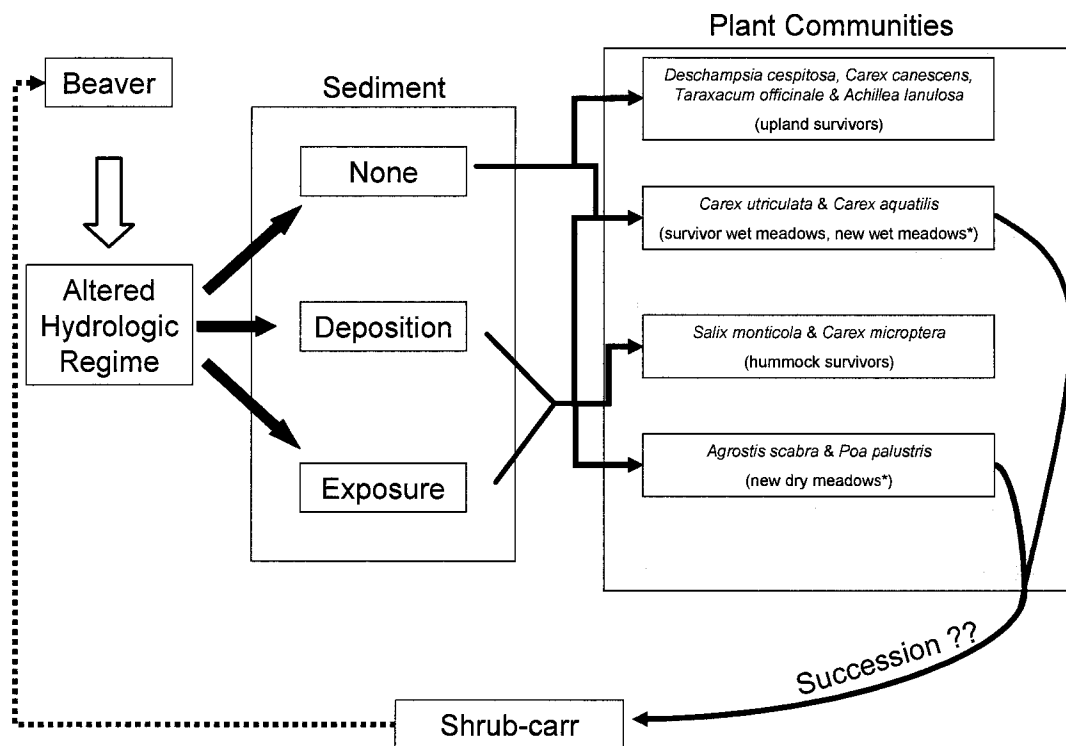 Plant Communities
Beaver
Sediment
Deschampsia cespitosa, Carex canescens,
Taraxacum officinale & Achillea lanulosa
(upland survivors)
None
Carex utriculata & Carex aquatilis
(survivor wet meadows, new wet meadows*)
Altered
Hydrologic
Regime
Deposition
Salix monticola & Carex microptera
(hummock survivors)
Agrostis scabra & Poa palustris
(new dry meadows*)
Exposure
Succession ??
Shrub-carr